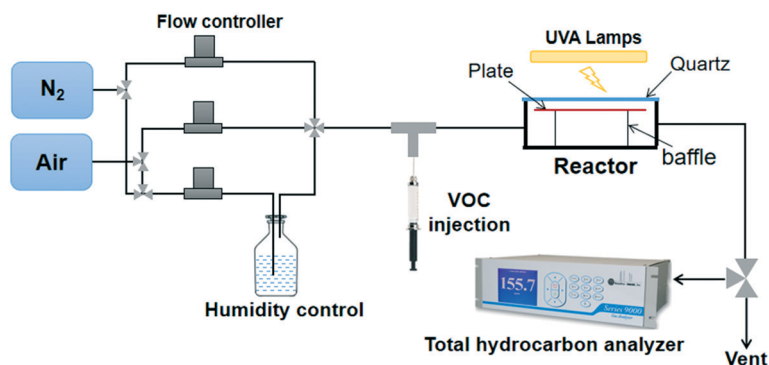 Flow controller
N2
Air
Humidity control
VOC
injection
UVA Lamps
Plate
Quartz
baffle
Reactor
155.7
Series 9000
Total hydrocarbon analyzer
Vent